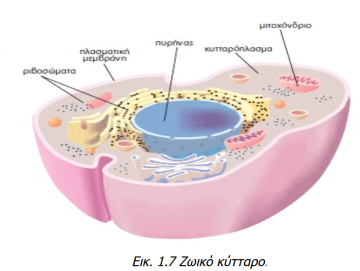 μιτοχόνδριο
πυρήνας
κυτταρόπλασμα
πλασματική
μεμβράνη
ριβοσώματα
Εικ. 1.7 Ζωικό κύτταρο.